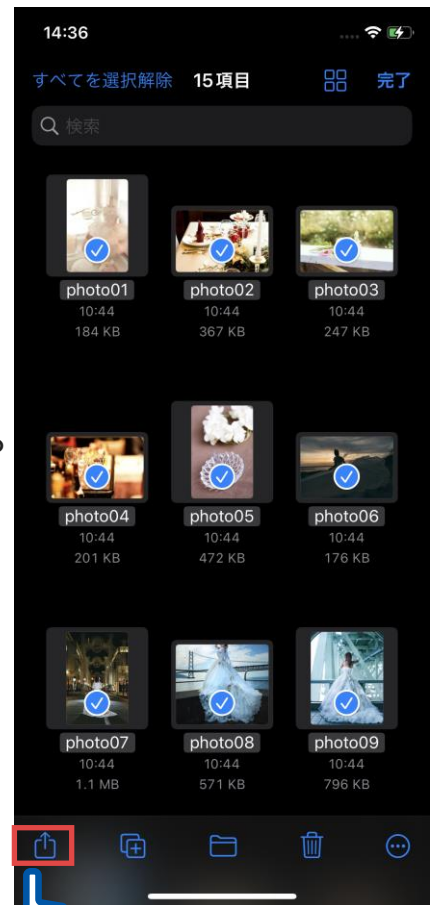 14:36
すべてを選択解除 15項目 完了
検索
photo01 photo02 photo03
10:44 10:44 10:44
184 KB 367 KB 247 KB
photo04 photo05 photo06
10:44 10:44 10:44
201 KB 472 KB 176 KB
photo07 photo08 photo09
10:44 10:44 10:44
1.1 MB 571 KB 796 KB